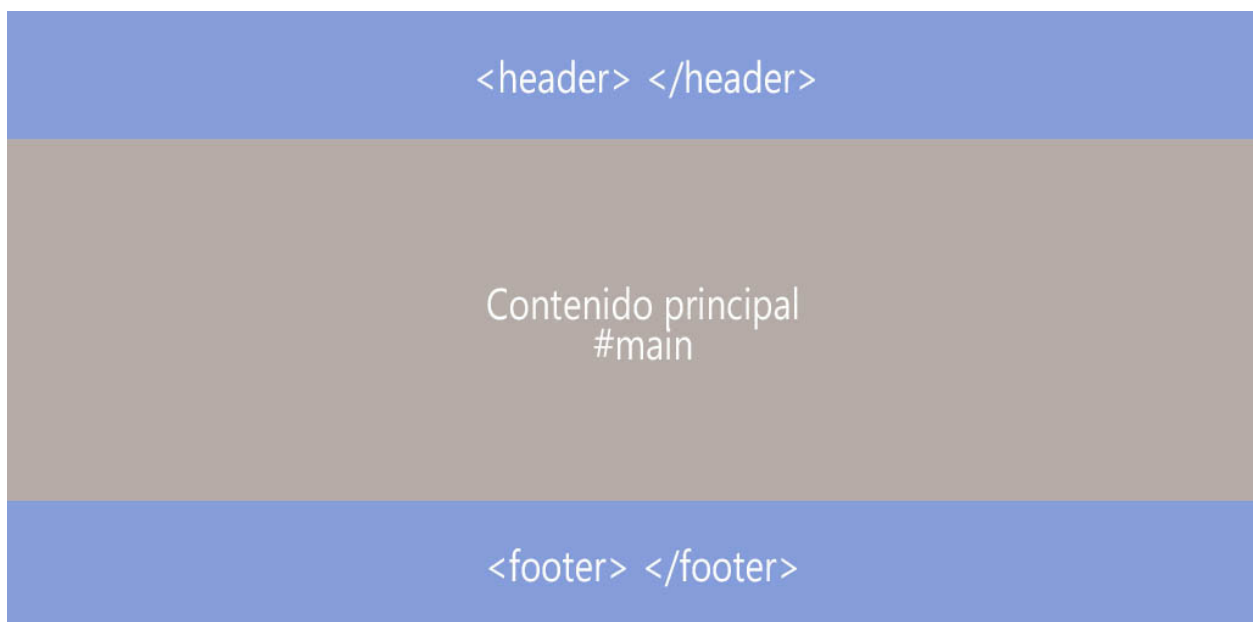 <header> </header>
Contenido principal
#main
<footer> </footer>